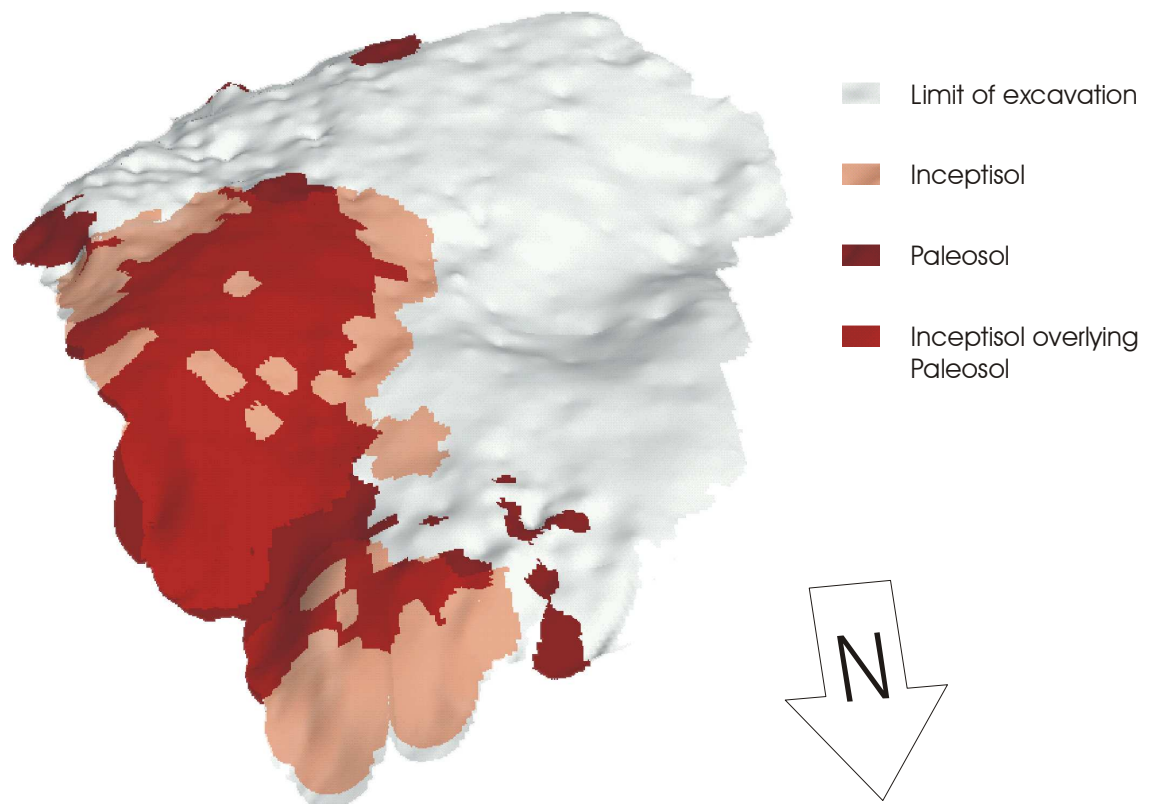 Limit of excavation
Inceptisol
Paleosol
Inceptisol overlying
Paleosol
N